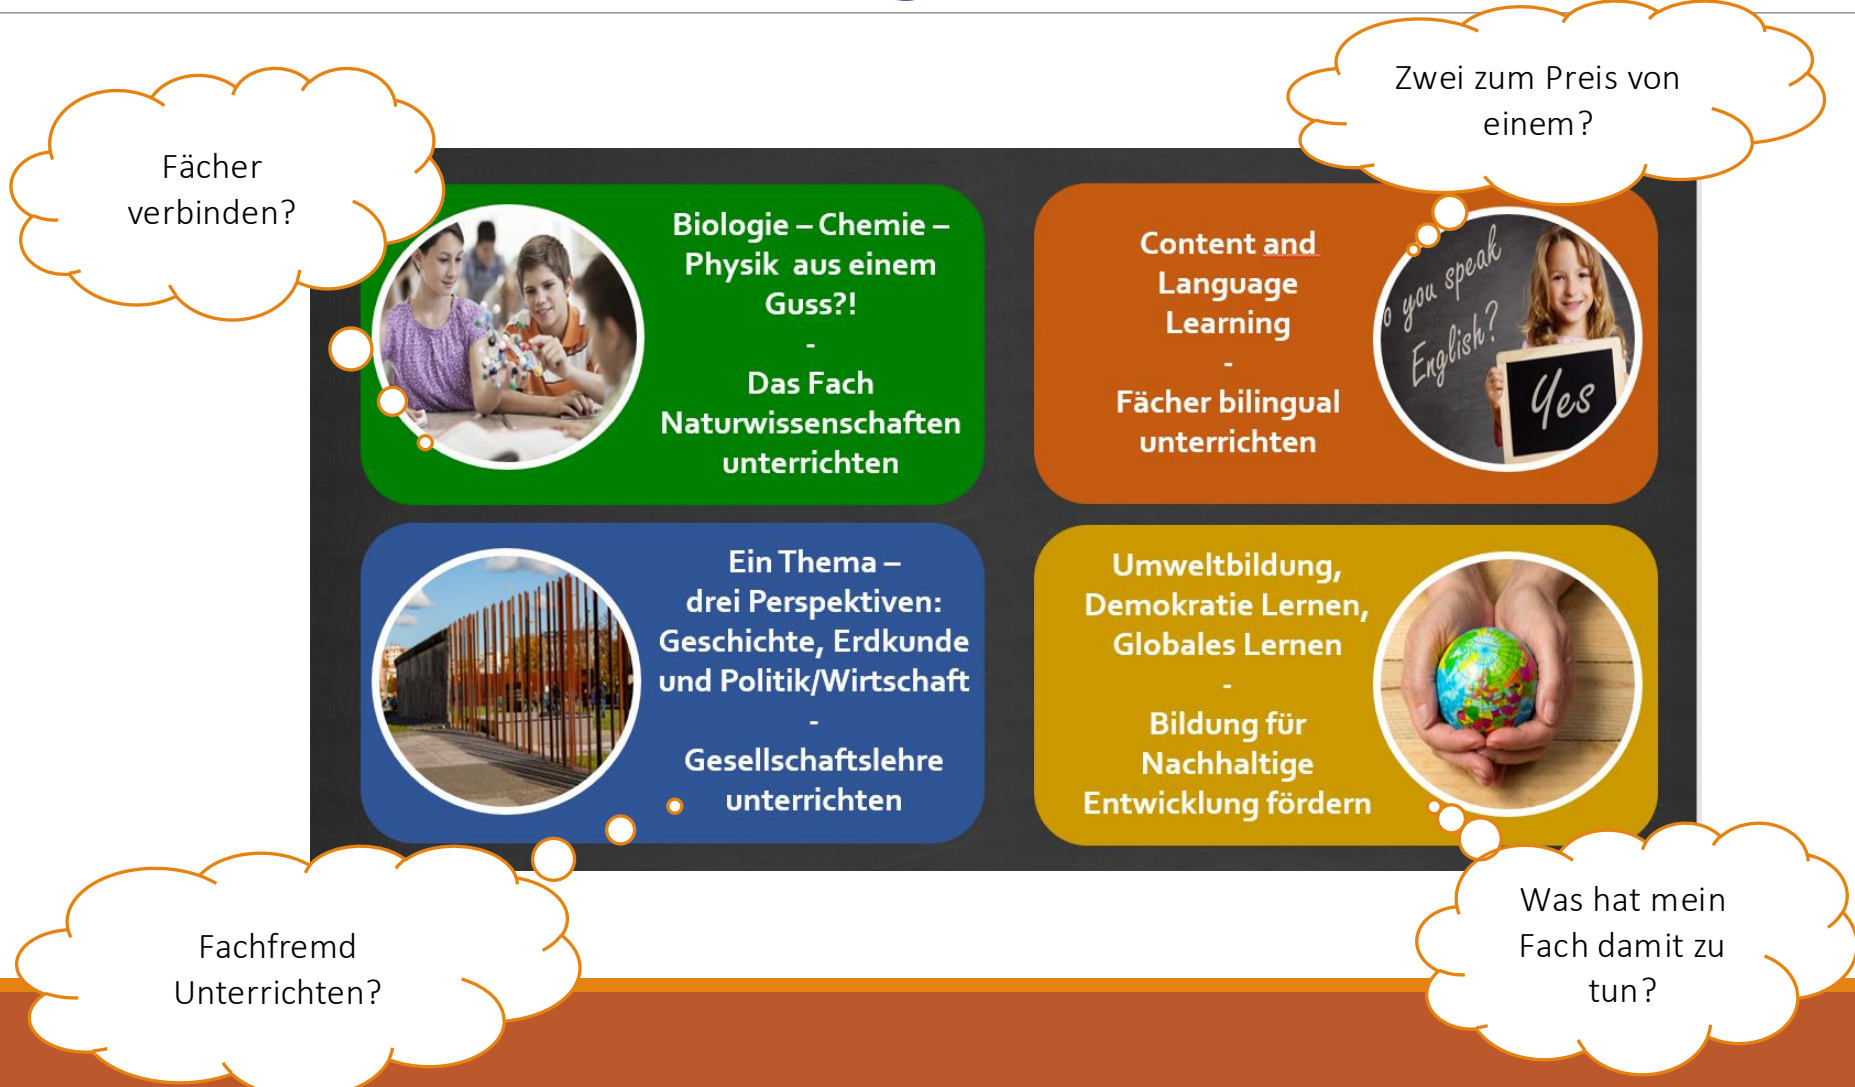 Zwei zum Preis von
einem?
Fächer
verbinden?
Biologie – Chemie –
Physik aus einem
Guss?!
-
Das Fach
Naturwissenschaften
unterrichten
Content and
Language
Learning
-
Fächer bilingual
unterrichten
o you speak
English?
Yes
Ein Thema –
drei Perspektiven:
Geschichte, Erdkunde
und Politik/Wirtschaft
-
Gesellschaftslehre
unterrichten
Umweltbildung,
Demokratie Lernen,
Globales Lernen
-
Bildung für
Nachhaltige
Entwicklung fördern
Fachfremd
Unterrichten?
Was hat mein
Fach damit zu
tun?